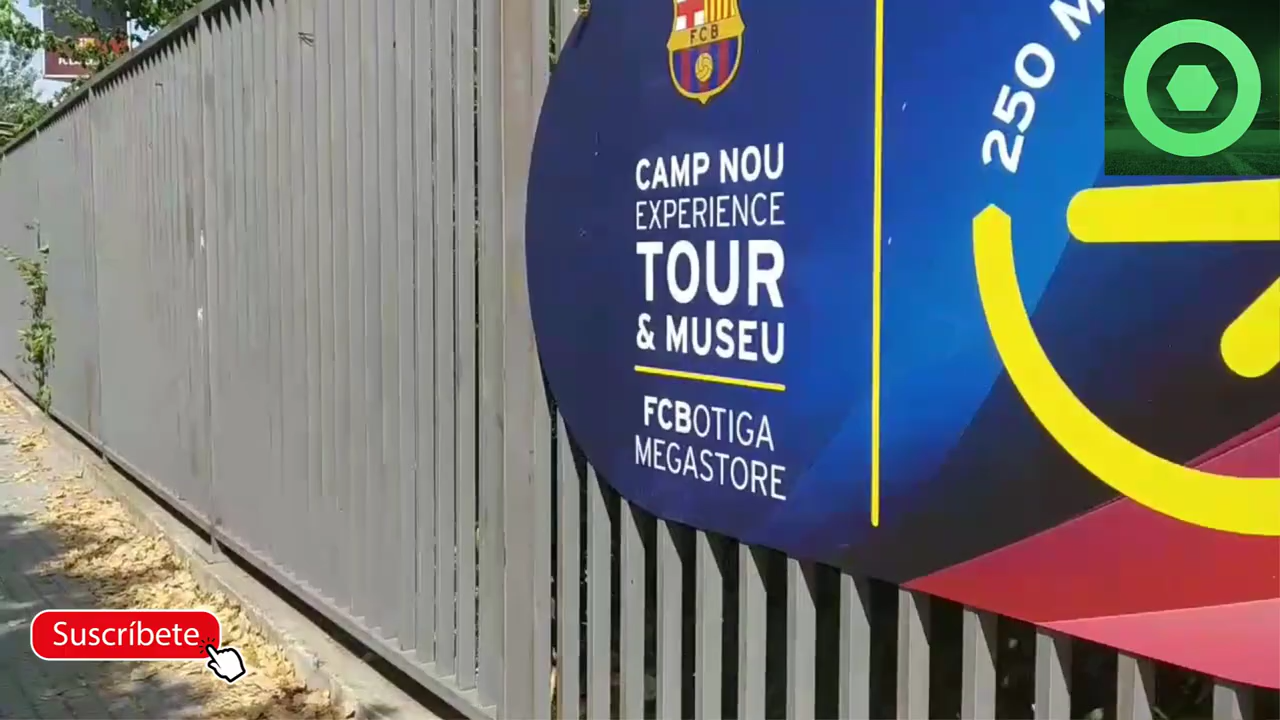 FCB
CAMP NOU
EXPERIENCE
TOUR
& MUSEU
FCBOTIGA
MEGASTORE
250 M
Suscríbete